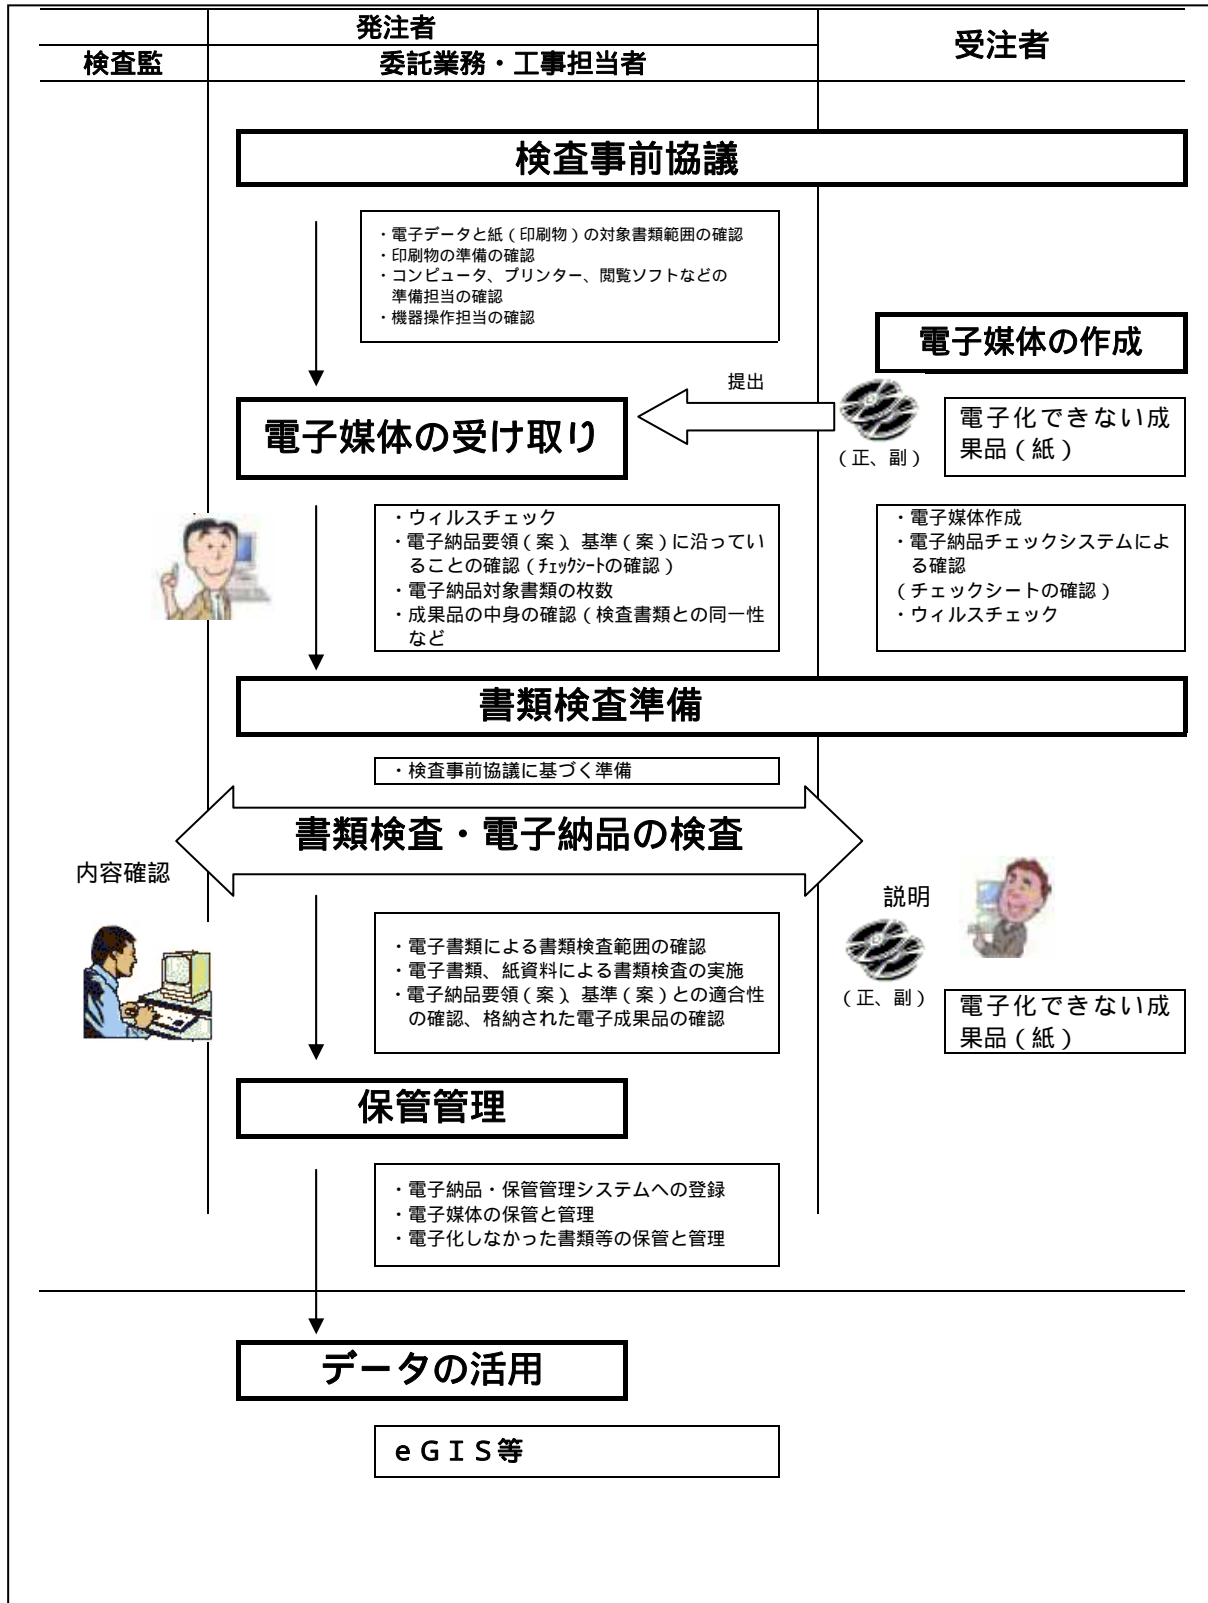 発注者
受注者
検査監
委託業務・工事担当者
検査事前協議
・電子データと紙（印刷物）の対象書類範囲の確認
・印刷物の準備の確認
・コンピュータ、プリンター、閲覧ソフトなどの
準備担当の確認
・機器操作担当の確認
電子媒体の作成
提出
電子媒体の受け取り
（正、副）
電子化できない成
果品（紙）
・ウィルスチェック
・電子納品要領（案）、基準（案）に沿ってい
ることの確認（ﾁｪｯｸｼｰﾄの確認）
・電子納品対象書類の枚数
・成果品の中身の確認（検査書類との同一性
など
・電子媒体作成
・電子納品チェックシステムによ
る確認
（チェックシートの確認）
・ウィルスチェック
書類検査準備
・検査事前協議に基づく準備
書類検査・電子納品の検査
内容確認
説明
・電子書類による書類検査範囲の確認
・電子書類、紙資料による書類検査の実施
・電子納品要領（案）、基準（案）との適合性
の確認、格納された電子成果品の確認
（正、副）
電子化できない成
果品（紙）
保管管理
・電子納品・保管管理システムへの登録
・電子媒体の保管と管理
・電子化しなかった書類等の保管と管理
データの活用
ｅＧＩＳ等